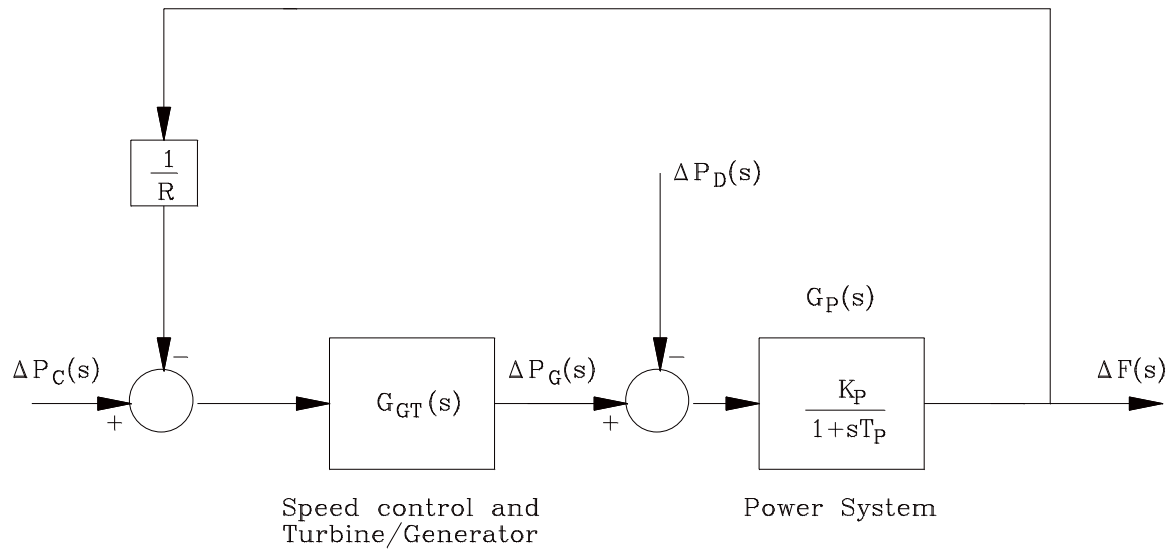 1
R
ΔP_D(s)
G_P(s)
ΔP_C(s)
−
+
G_GT(s)
ΔP_G(s)
−
+
K_P
1+sT_P
ΔF(s)
Speed control and
Turbine/Generator
Power System